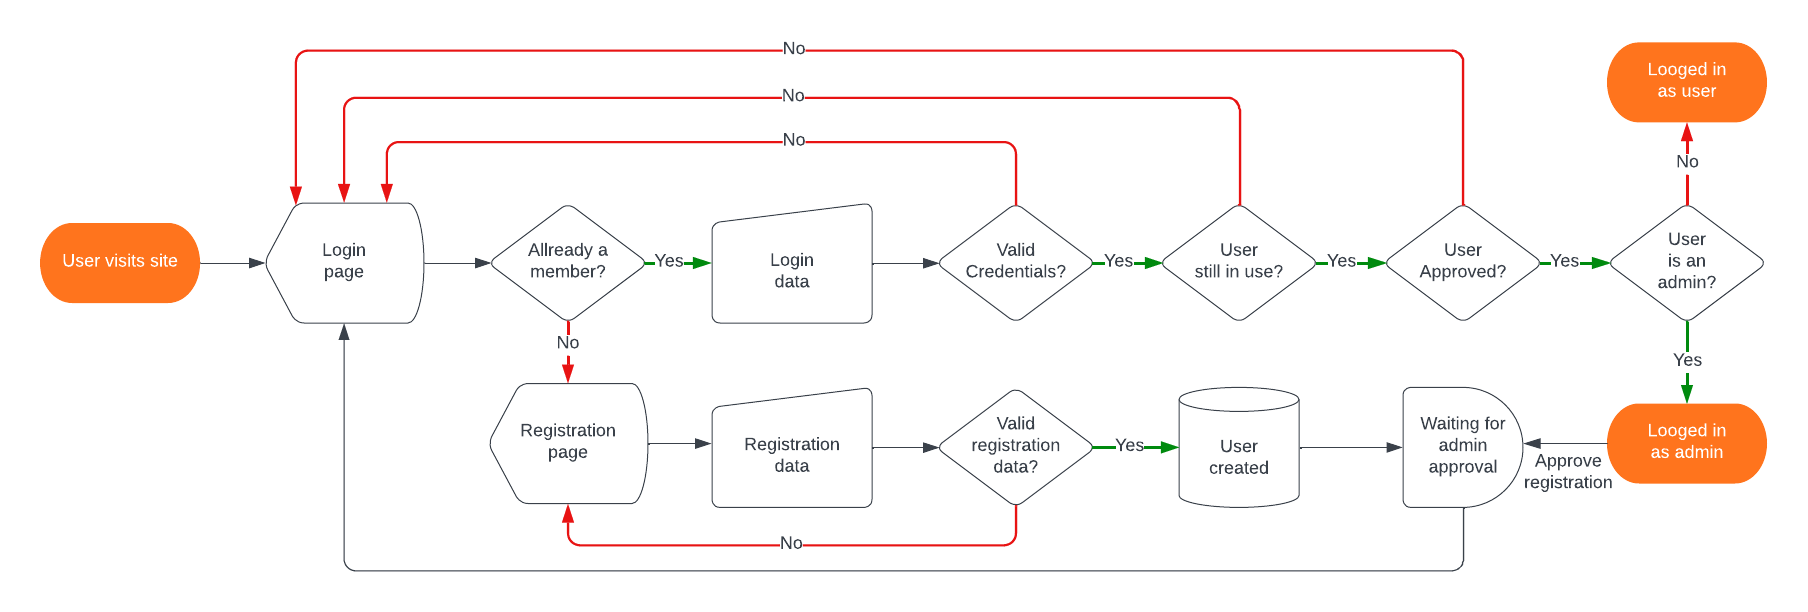 No
No
No
Looged in
as user
No
User visits site
Login
page
Allready a
member?
Yes
Login
data
Valid
Credentials?
Yes
User
still in use?
Yes
User
Approved?
Yes
User
is an
admin?
No
Yes
Registration
page
Registration
data
Valid
registration
data?
Yes
User
created
Waiting for
admin
approval
Approve
registration
Looged in
as admin
No